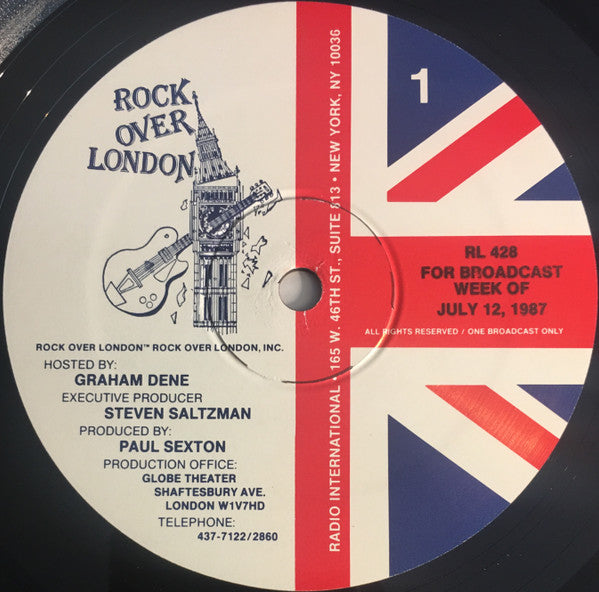 ROCK
OVER
LONDON
ROCK OVER LONDON™ ROCK OVER LONDON, INC.
HOSTED BY:
GRAHAM DENE
EXECUTIVE PRODUCER
STEVEN SALTZMAN
PRODUCED BY:
PAUL SEXTON
PRODUCTION OFFICE:
GLOBE THEATER
SHAFTESBURY AVE.
LONDON W1V7HD
TELEPHONE:
437-7122/2860
RADIO INTERNATIONAL • 165 W. 46TH ST., SUITE 613 • NEW YORK, NY 10036
1
RL 428
FOR BROADCAST
WEEK OF
JULY 12, 1987
ALL RIGHTS RESERVED / ONE BROADCAST ONLY